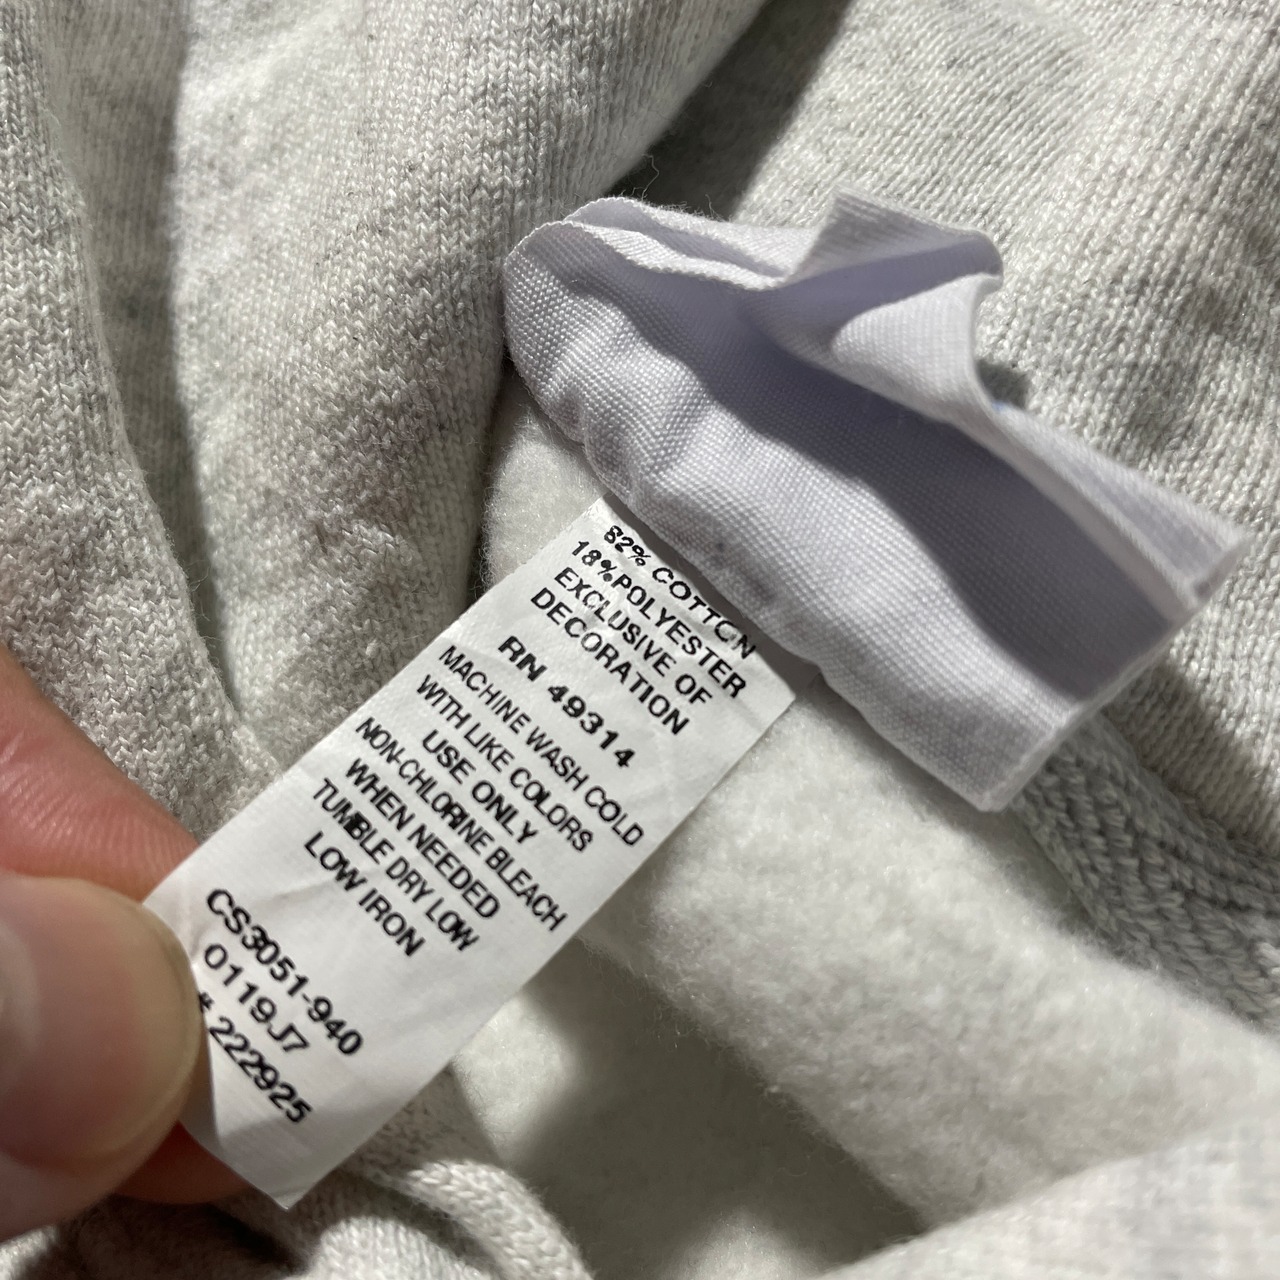 82% COTTON
18%POLYESTER
EXCLUSIVE OF
DECORATION
RN 49314
MACHINE WASH COLD
WITH LIKE COLORS
USE ONLY
NON-CHLORINE BLEACH
WHEN NEEDED
TUMBLE DRY LOW
LOW IRON
CS3051-940
0119J7
# 222925